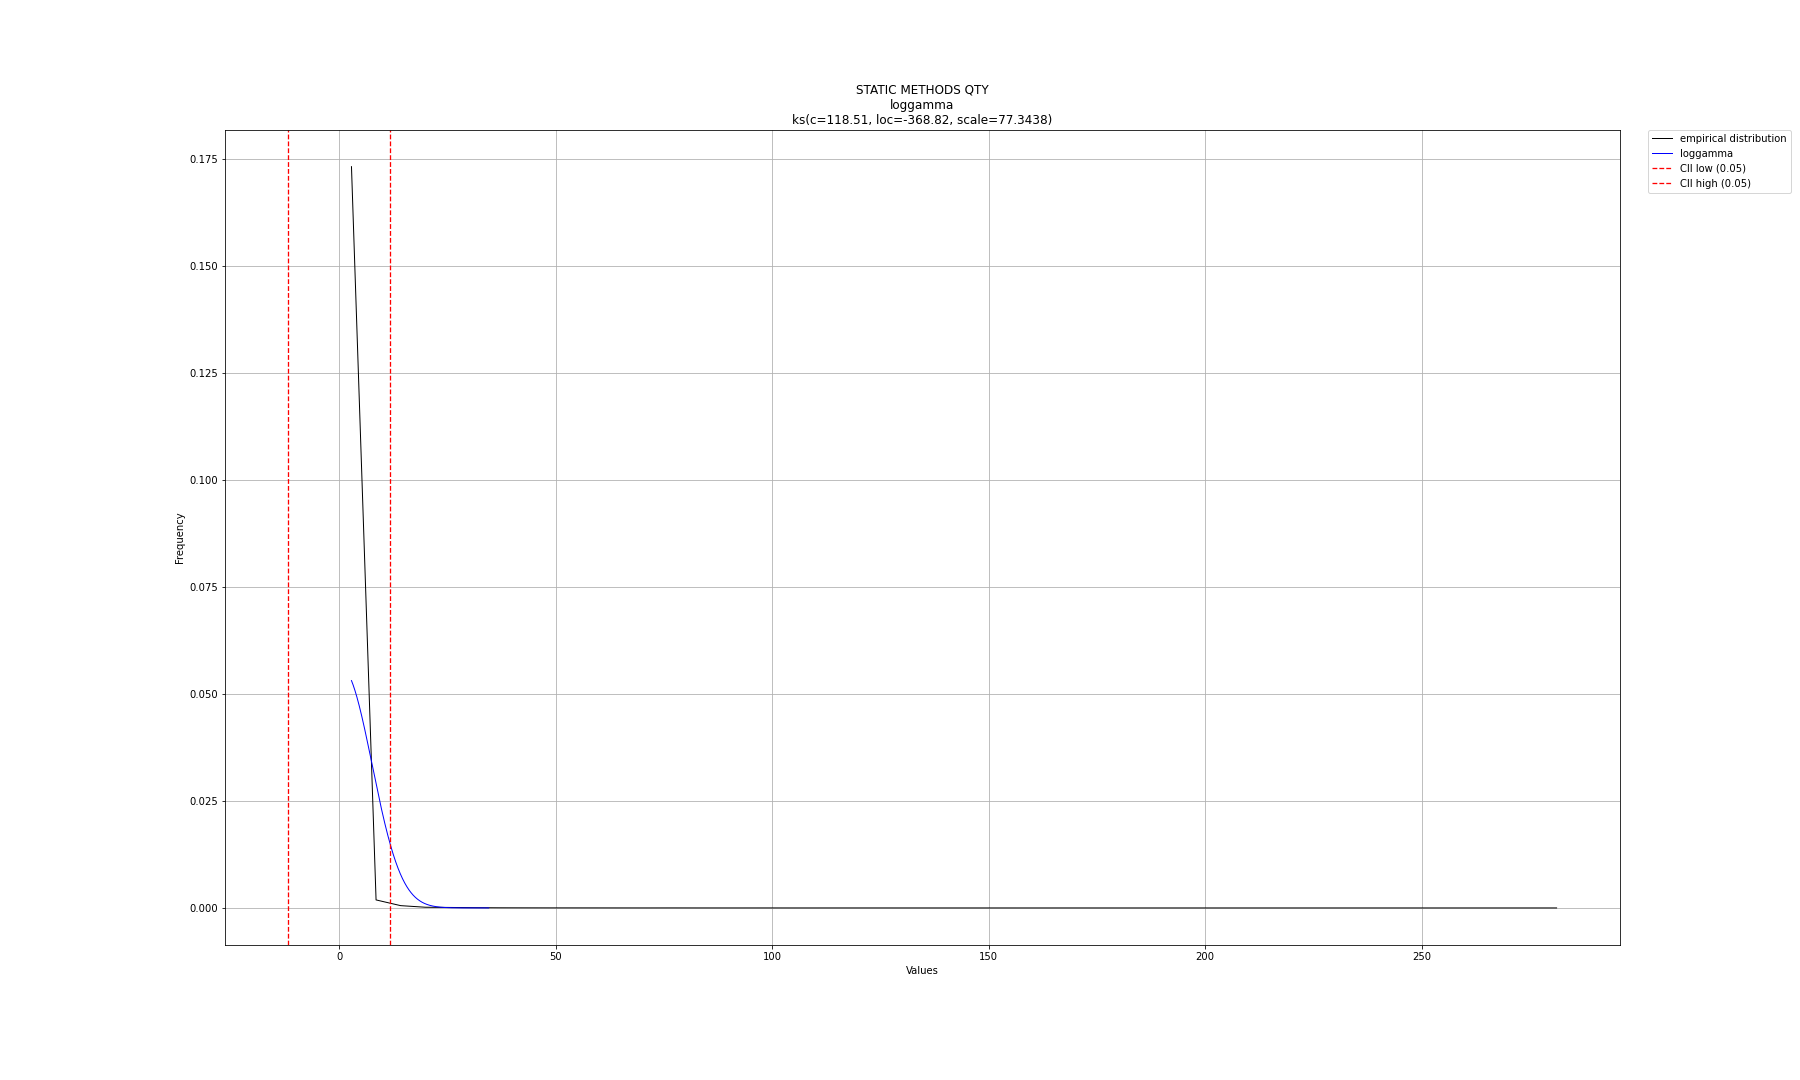 STATIC METHODS QTY
loggamma
ks(c=118.51, loc=-368.82, scale=77.3438)
empirical distribution
loggamma
CII low (0.05)
CII high (0.05)
0.175
0.150
0.125
0.100
0.075
0.050
0.025
0.000
Frequency
0
50
100
150
200
250
Values